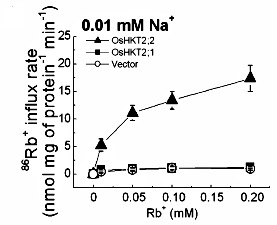 0.01 mM Na⁺
OsHKT2;2
OsHKT2;1
Vector
⁸⁶Rb⁺ influx rate
(nmol mg of protein⁻¹ min⁻¹)
25
20
15
10
5
0
0.00 0.05 0.10 0.15 0.20
Rb⁺ (mM)